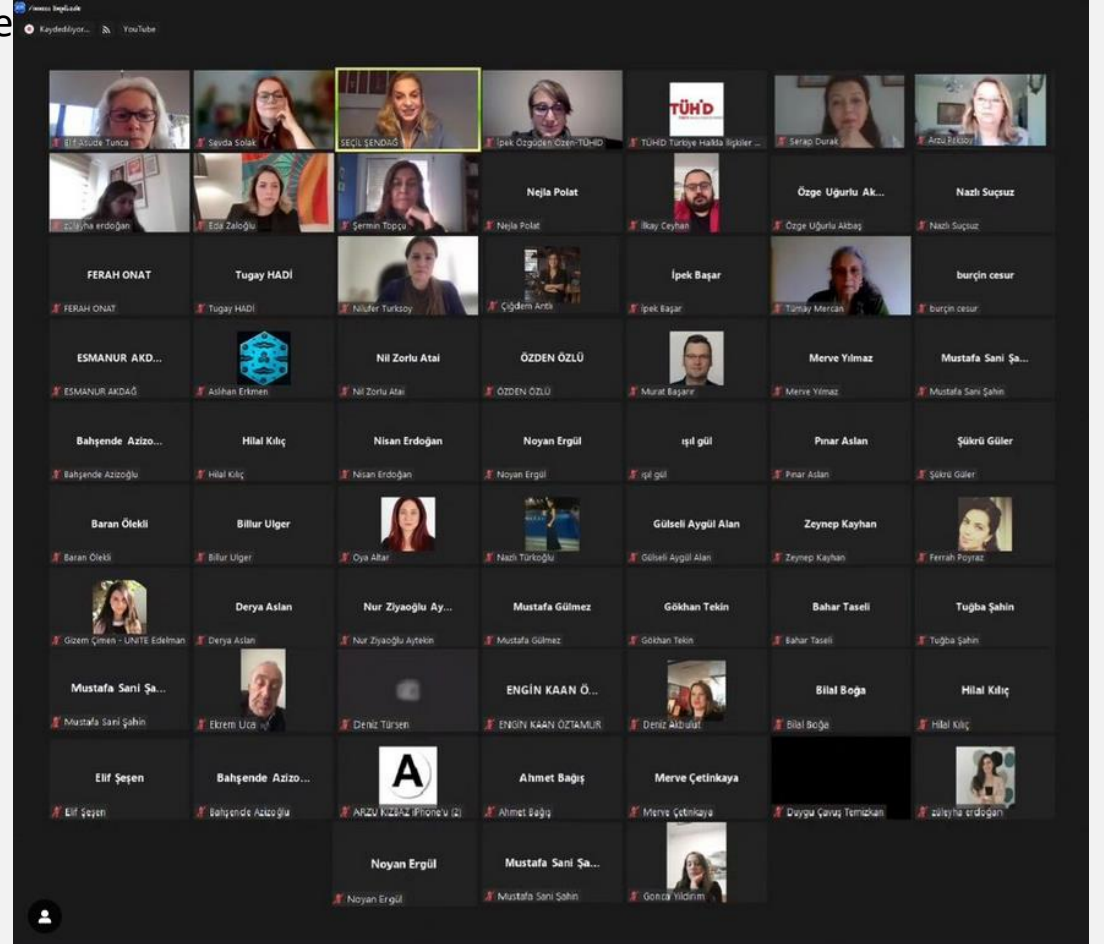 e
Kaydediliyor... YouTube
Elif Asude Tunca
Sevda Solak
SEÇİL ŞENDAĞ
İpek Özgüden Özen-TÜHİD
TÜHİD
TÜHİD Türkiye Halkla İlişkiler ...
Serap Durak
Arzu
züleyha erdoğan
Eda Zaloğlu
Şermin Topçu
Nejla Polat
Nejla Polat
İlkay Ceyhan
Özge Uğurlu Ak...
Özge Uğurlu Akbaş
Nazlı Suçsuz
Nazlı Suçsuz
FERAH ONAT
FERAH ONAT
Tugay HADİ
Tugay HADİ
Nilufer Turksoy
Çiğdem Antlı
İpek Başar
İpek Başar
Tümay Mercan
burçin cesur
burçin cesur
ESMANUR AKD...
ESMANUR AKDAĞ
Aslıhan Erkmen
Nil Zorlu Atai
Nil Zorlu Atai
ÖZDEN ÖZLÜ
ÖZDEN ÖZLÜ
Murat Başarır
Merve Yılmaz
Merve Yılmaz
Mustafa Sani Şa...
Mustafa Sani Şahin
Bahşende Azizo...
Bahşende Azizoğlu
Hilal Kılıç
Hilal Kılıç
Nisan Erdoğan
Nisan Erdoğan
Noyan Ergül
Noyan Ergül
ışıl gül
ışıl gül
Pınar Aslan
Pınar Aslan
Şükrü Güler
Şükrü Güler
Baran Ölekli
Baran Ölekli
Billur Ulger
Billur Ulger
Oya Altar
Nazlı Türkoğlu
Gülseli Aygül Alan
Gülseli Aygül Alan
Zeynep Kayhan
Zeynep Kayhan
Ferrah Poyraz
Gizem Çimen - UNITE Edelman
Derya Aslan
Derya Aslan
Nur Ziyaoğlu Ay...
Nur Ziyaoğlu Aytekin
Mustafa Gülmez
Mustafa Gülmez
Gökhan Tekin
Gökhan Tekin
Bahar Taseli
Bahar Taseli
Tuğba Şahin
Tuğba Şahin
Mustafa Sani Şa...
Mustafa Sani Şahin
Ekrem Uca
Deniz Türsen
ENGİN KAAN Ö...
ENGİN KAAN ÖZTAMUR
Deniz Akbulut
Bilal Boğa
Bilal Boğa
Hilal Kılıç
Hilal Kılıç
Elif Şeşen
Elif Şeşen
Bahşende Azizo...
Bahşende Azizoğlu
A
ARZU KIZBAZ iPhone'u (2)
Ahmet Bağış
Ahmet Bağış
Merve Çetinkaya
Merve Çetinkaya
Duygu Çavuş Temizkan
züleyha erdoğan
Noyan Ergül
Noyan Ergül
Mustafa Sani Şa...
Mustafa Sani Şahin
Gonca Yıldırım